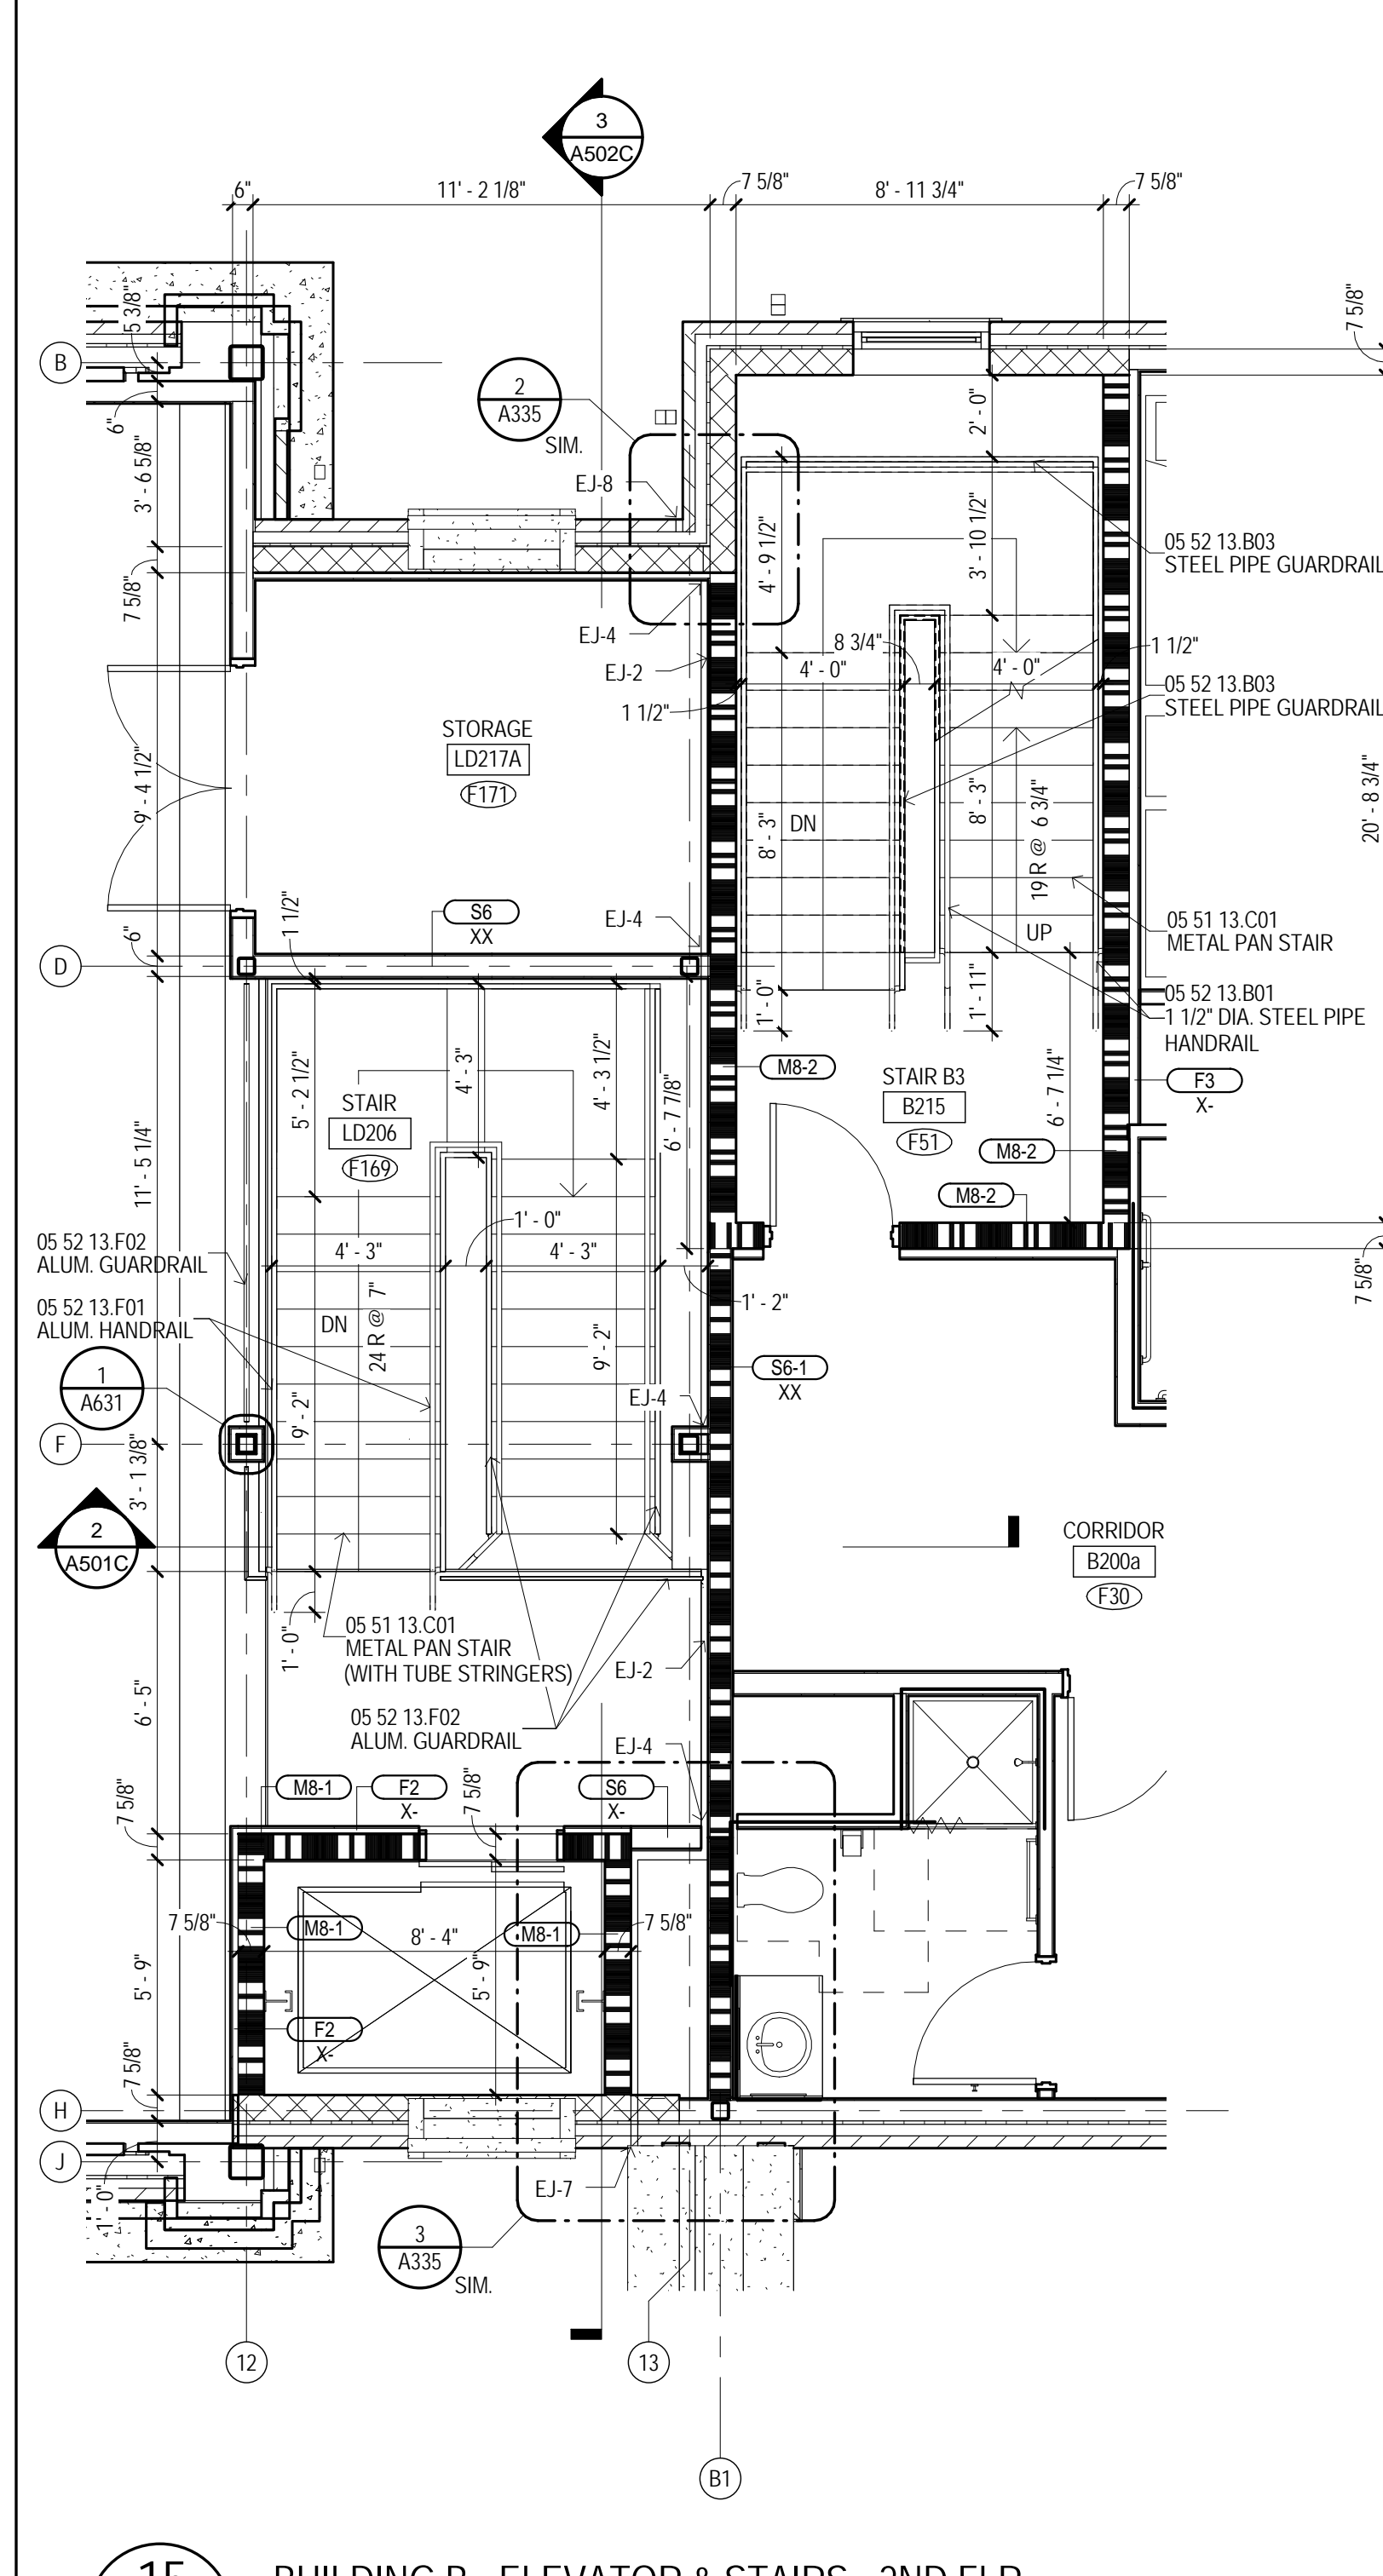 3
A502C
6"
11' - 2 1/8"
7 5/8"
8' - 11 3/4"
7 5/8"
5 3/8"
7 5/8"
B
2
A335
SIM.
6"
2' - 0"
3' - 6 5/8"
EJ-8
4' - 9 1/2"
3' - 10 1/2"
05 52 13.B03
STEEL PIPE GUARDRAIL
7 5/8"
EJ-4
EJ-2
8 3/4"
4' - 0"
4' - 0"
1 1/2"
1 1/2"
05 52 13.B03
STEEL PIPE GUARDRAIL
STORAGE
LD217A
F171
9' - 4 1/2"
8' - 3"
8' - 3"
DN
19 R @ 6 3/4"
20' - 8 3/4"
1 1/2"
S6
XX
EJ-4
UP
05 51 13.C01
METAL PAN STAIR
6"
D
1' - 0"
1' - 11"
05 52 13.B01
1 1/2" DIA. STEEL PIPE
HANDRAIL
5' - 2 1/2"
4' - 3"
4' - 3 1/2"
6' - 7 7/8"
M8-2
STAIR B3
B215
F51
6' - 7 1/4"
F3
X-
STAIR
LD206
F169
M8-2
M8-2
11' - 5 1/4"
1' - 0"
05 52 13.F02
ALUM. GUARDRAIL
4' - 3"
4' - 3"
7 5/8"
05 52 13.F01
ALUM. HANDRAIL
1' - 2"
DN
24 R @ 7"
9' - 2"
9' - 2"
1
A631
S6-1
XX
EJ-4
F
3' - 1 3/8"
2
A501C
CORRIDOR
B200a
F30
1' - 0"
05 51 13.C01
METAL PAN STAIR
(WITH TUBE STRINGERS)
EJ-2
6' - 5"
05 52 13.F02
ALUM. GUARDRAIL
EJ-4
7 5/8"
M8-1
F2
X-
7 5/8"
S6
X-
7 5/8"
M8-1
8' - 4"
M8-1
7 5/8"
5' - 9"
5' - 9"
F2
X-
7 5/8"
H
J
1' - 0"
EJ-7
3
A335
SIM.
12
13
B1
15
BUILDING B - ELEVATOR & STAIRS - 2ND FLR